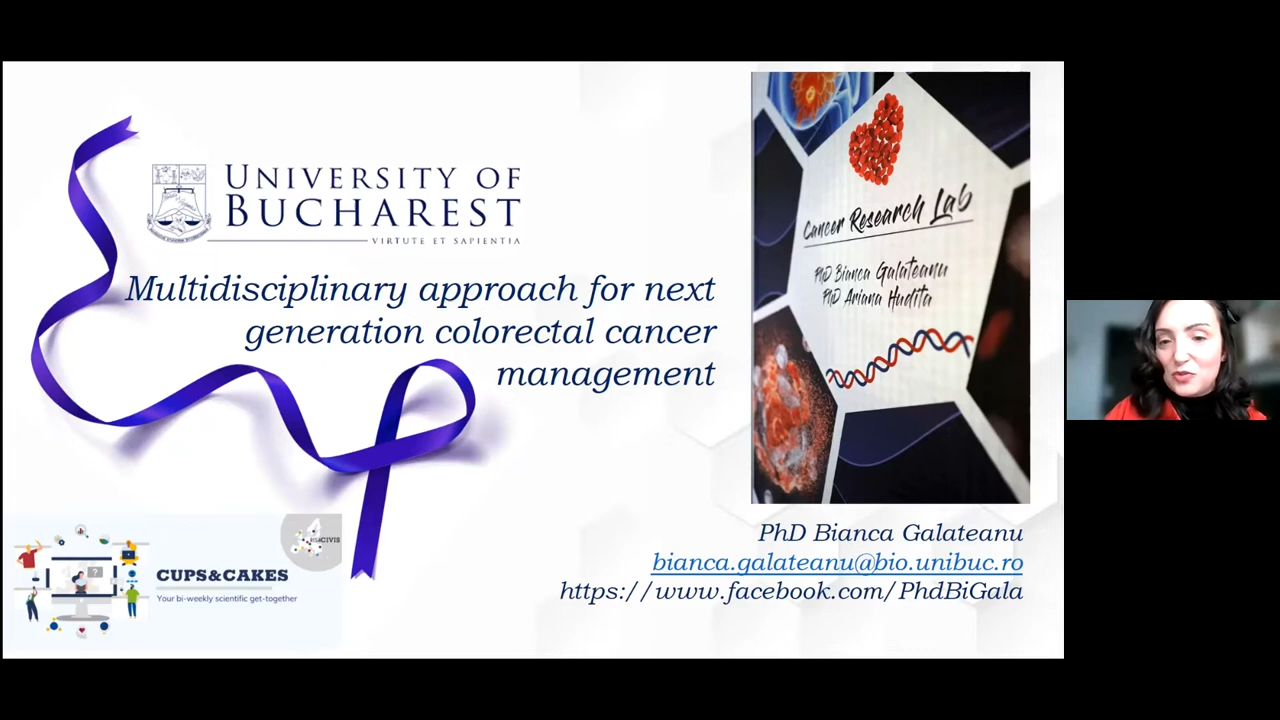 UNIVERSITY OF
BUCHAREST
VIRTUTE ET SAPIENTIA
Multidisciplinary approach for next
generation colorectal cancer
management
Cancer Research Lab
PhD Bianca Galateanu
PhD Ariana Hudita
PhD Bianca Galateanu
bianca.galateanu@bio.unibuc.ro
https://www.facebook.com/PhdBiGala
CUPS&CAKES
Your bi-weekly scientific get-together